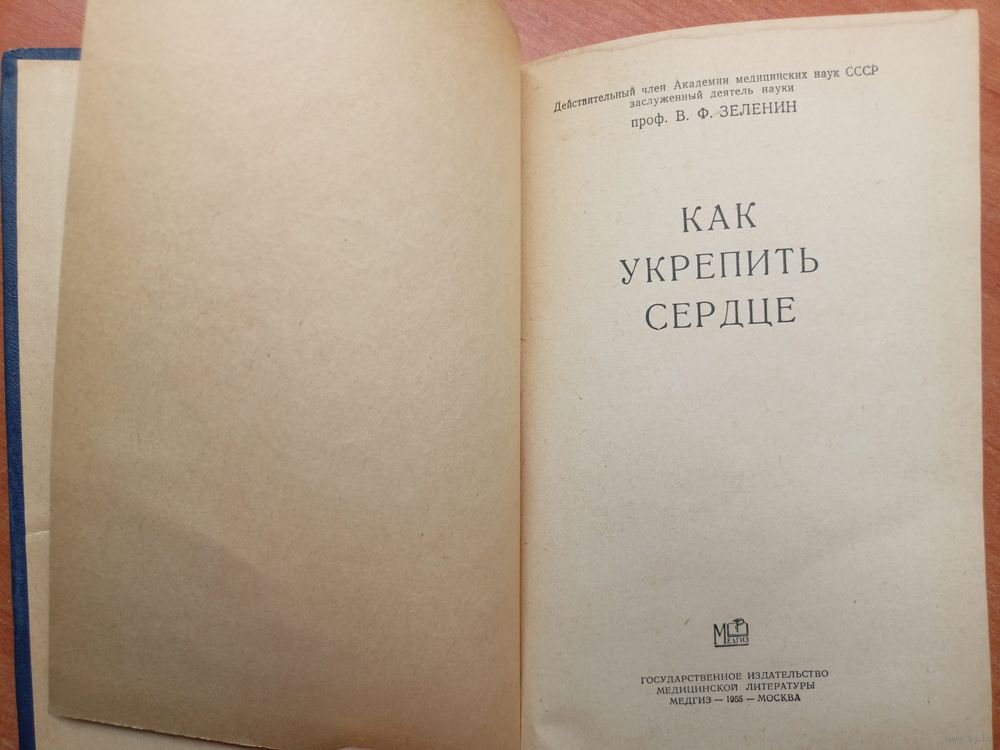 Действительный член Академии медицинских наук СССР
заслуженный деятель науки
проф. В. Ф. ЗЕЛЕНИН
КАК
УКРЕПИТЬ
СЕРДЦЕ
МЕДГИЗ
ГОСУДАРСТВЕННОЕ ИЗДАТЕЛЬСТВО
МЕДИЦИНСКОЙ ЛИТЕРАТУРЫ
МЕДГИЗ — 1955 — МОСКВА